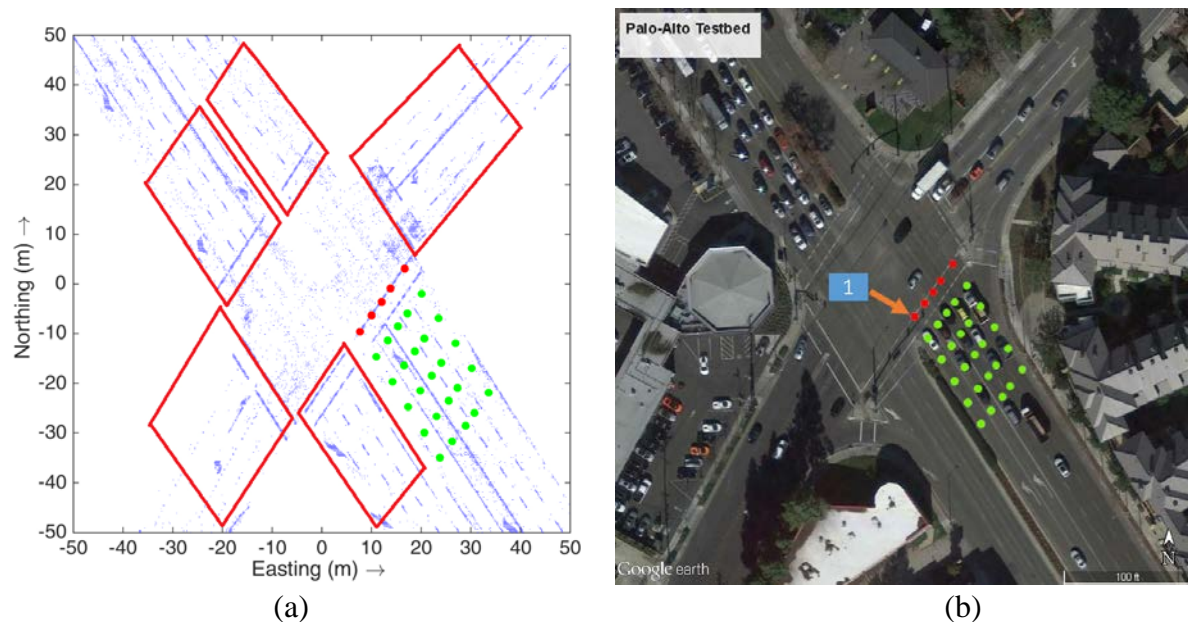 50
40
30
20
10
0
-10
-20
-30
-40
-50
Northing (m) →
-50 -40 -30 -20 -10 0 10 20 30 40 50
Easting (m) →
(a)
Palo-Alto Testbed
1
Google earth
N
100 ft
(b)